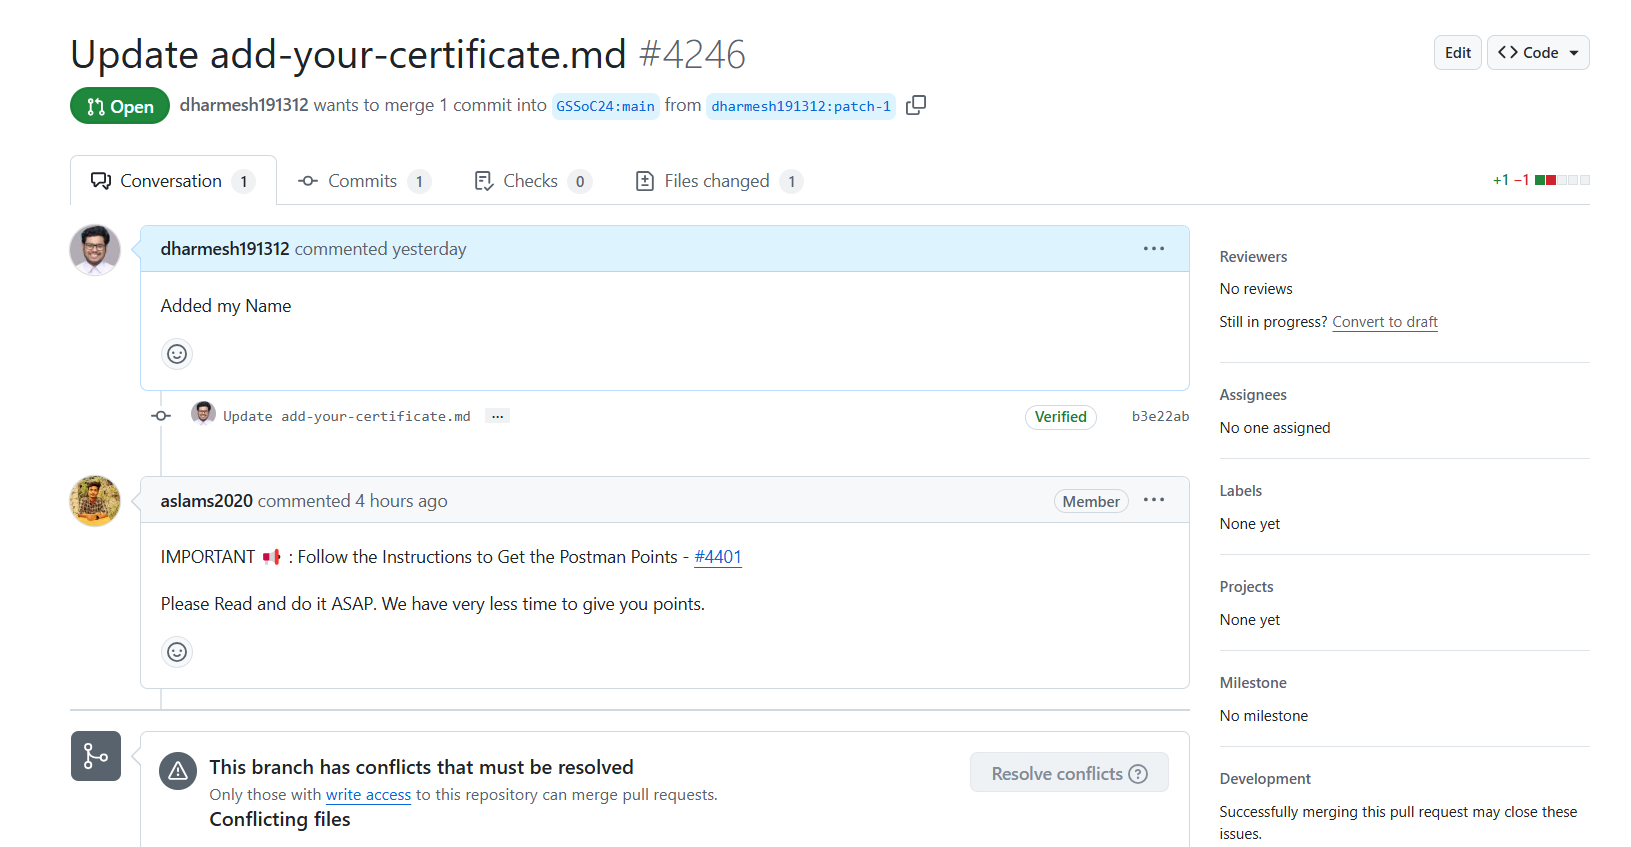 Update add-your-certificate.md #4246
Edit
Code
Open
dharmesh191312 wants to merge 1 commit into GSSoC24:main from dharmesh191312:patch-1
Conversation 1
Commits 1
Checks 0
Files changed 1
+1 −1
dharmesh191312 commented yesterday
Added my Name
Update add-your-certificate.md ...
Verified
b3e22ab
aslams2020 commented 4 hours ago
Member
IMPORTANT 📢 : Follow the Instructions to Get the Postman Points - #4401
Please Read and do it ASAP. We have very less time to give you points.
This branch has conflicts that must be resolved
Only those with write access to this repository can merge pull requests.
Conflicting files
Resolve conflicts
Reviewers
No reviews
Still in progress? Convert to draft
Assignees
No one assigned
Labels
None yet
Projects
None yet
Milestone
No milestone
Development
Successfully merging this pull request may close these
issues.